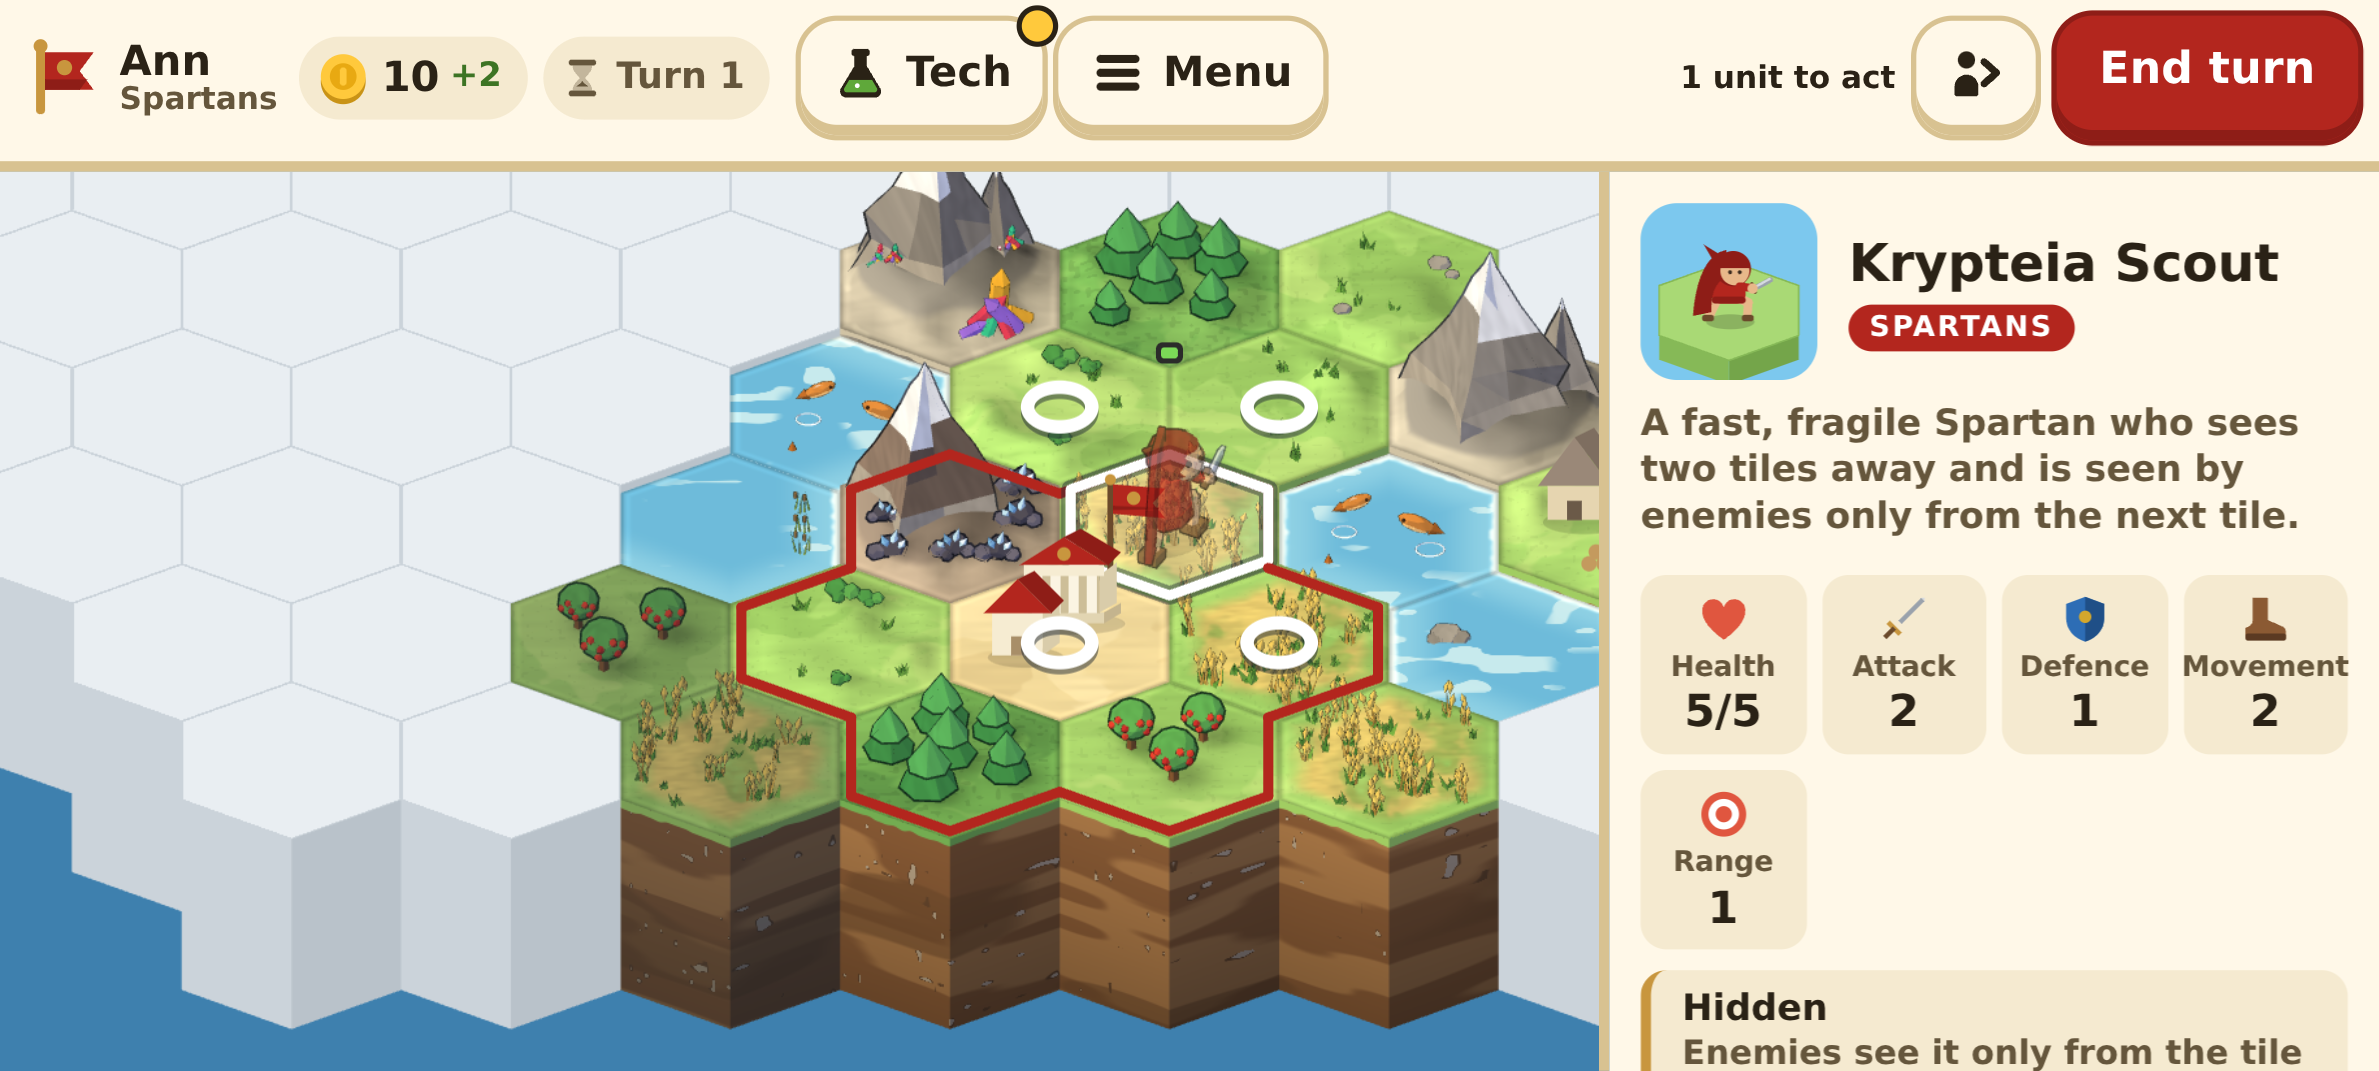 Ann
Spartans
10 +2
Turn 1
Tech
Menu
1 unit to act
End turn
Krypteia Scout
SPARTANS
A fast, fragile Spartan who sees
two tiles away and is seen by
enemies only from the next tile.
Health
5/5
Attack
2
Defence
1
Movement
2
Range
1
Hidden
Enemies see it only from the tile